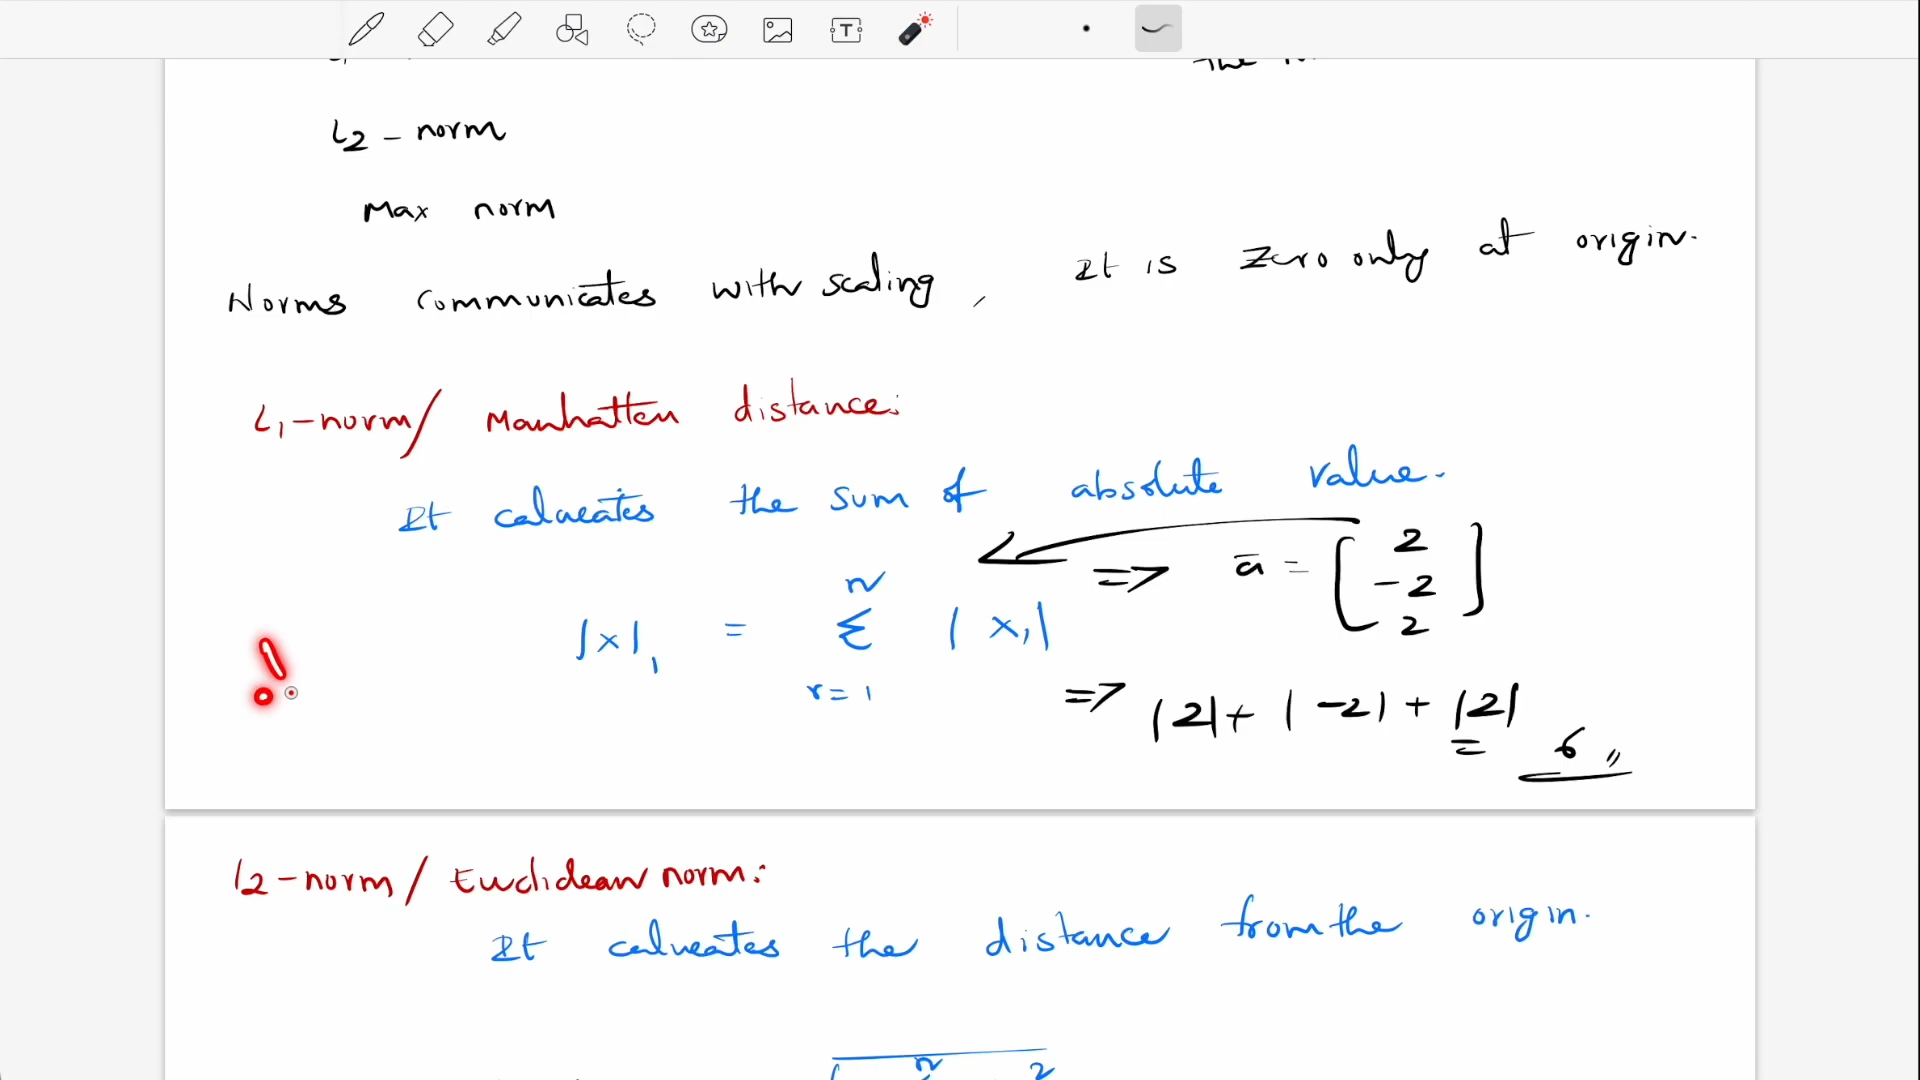 L2 - norm
Max norm
Norms communicates with scaling, It is zero only at origin.
L1-norm/ Manhatten distance:
It calucates the sum of absolute value.
|x|₁ = Σ |x₁|
n
r=1
=> ā = [2 -2 2]
=> |2| + |-2| + |2|
= 6 "
L2-norm/ Euclidean norm:
It calucates the distance from the origin.
n 2